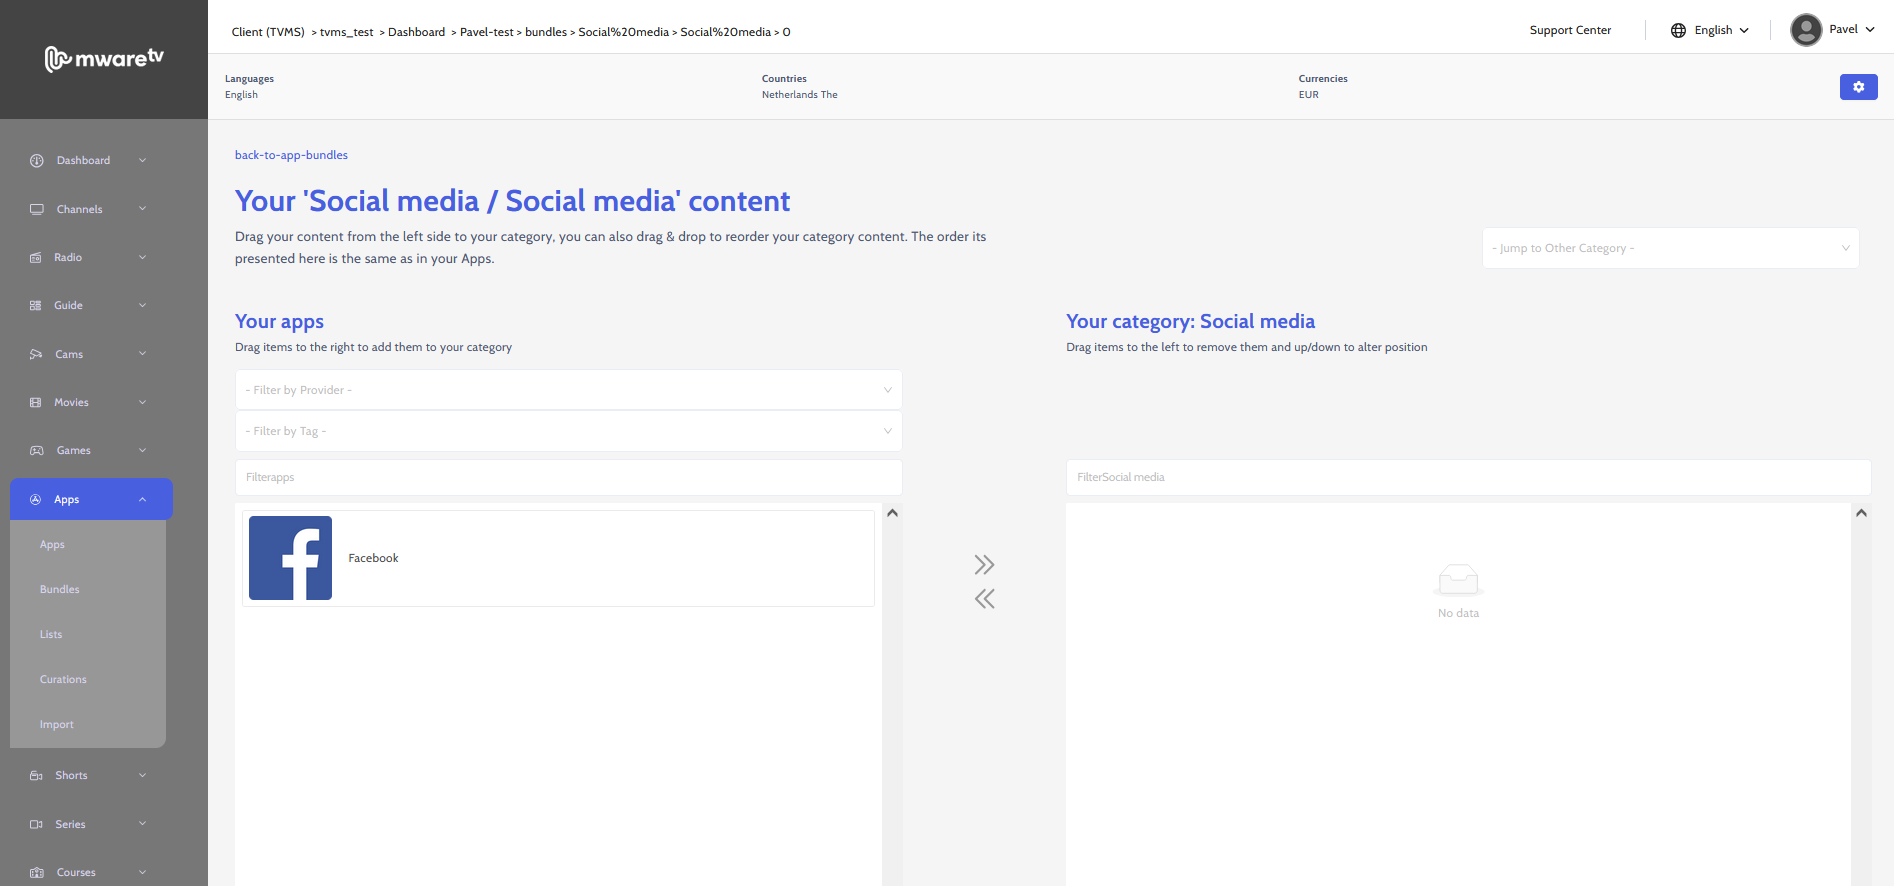 mwaretv
Client (TVMS) > tvms_test > Dashboard > Pavel-test > bundles > Social%20media > Social%20media > 0
Support Center
English
Pavel
Languages
English
Countries
Netherlands The
Currencies
EUR
Dashboard
Channels
Radio
Guide
Cams
Movies
Games
Apps
Apps
Bundles
Lists
Curations
Import
Shorts
Series
Courses
back-to-app-bundles
Your 'Social media / Social media' content
Drag your content from the left side to your category, you can also drag & drop to reorder your category content. The order its
presented here is the same as in your Apps.
- Jump to Other Category -
Your apps
Drag items to the right to add them to your category
- Filter by Provider -
- Filter by Tag -
Filterapps
Facebook
Your category: Social media
Drag items to the left to remove them and up/down to alter position
FilterSocial media
No data